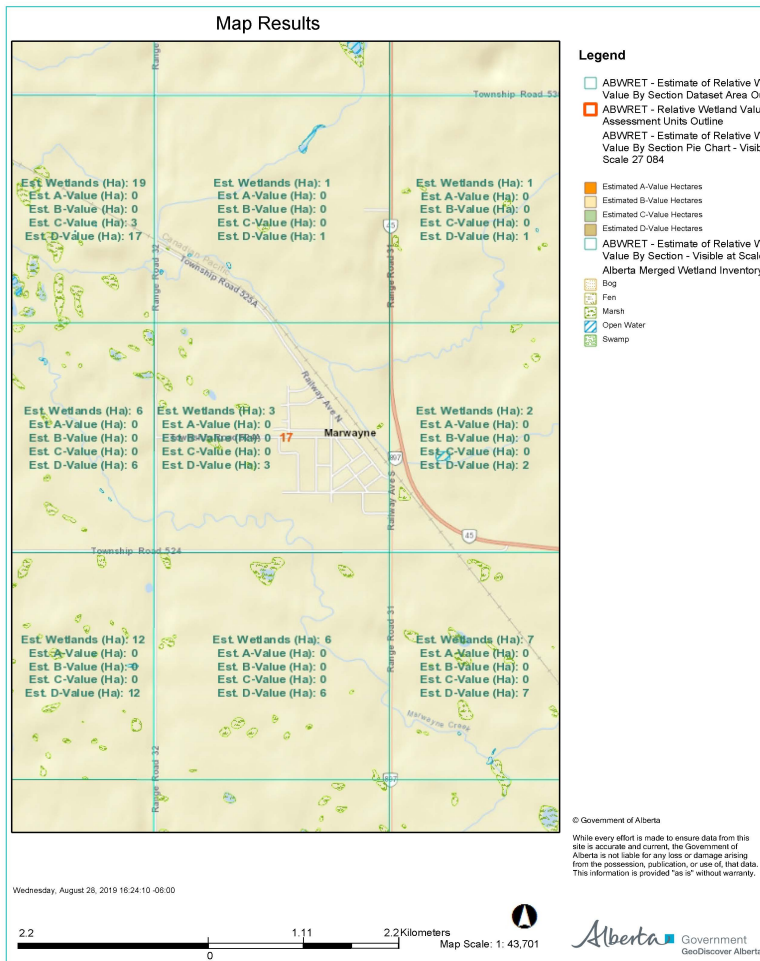 Map Results
Range
Township Road 530
Est. Wetlands (Ha): 19
Est. A-Value (Ha): 0
Est. B-Value (Ha): 0
Est. C-Value (Ha): 3
Est. D-Value (Ha): 17
Est. Wetlands (Ha): 1
Est. A-Value (Ha): 0
Est. B-Value (Ha): 0
Est. C-Value (Ha): 0
Est. D-Value (Ha): 1
Est. Wetlands (Ha): 1
Est. A-Value (Ha): 0
Est. B-Value (Ha): 0
Est. C-Value (Ha): 0
Est. D-Value (Ha): 1
45
Canadian Pacific
Township Road 525A
Range Road 32
Range Road 31
Railway Ave N
Est. Wetlands (Ha): 6
Est. A-Value (Ha): 0
Est. B-Value (Ha): 0
Est. C-Value (Ha): 0
Est. D-Value (Ha): 6
Est. Wetlands (Ha): 3
Est. A-Value (Ha): 0
Est. B-Value (Ha): 0
Est. C-Value (Ha): 0
Est. D-Value (Ha): 3
17
Marwayne
Est. Wetlands (Ha): 2
Est. A-Value (Ha): 0
Est. B-Value (Ha): 0
Est. C-Value (Ha): 0
Est. D-Value (Ha): 2
897
Railway Ave S
45
Township Road 524
Est. Wetlands (Ha): 12
Est. A-Value (Ha): 0
Est. B-Value (Ha): 0
Est. C-Value (Ha): 0
Est. D-Value (Ha): 12
Est. Wetlands (Ha): 6
Est. A-Value (Ha): 0
Est. B-Value (Ha): 0
Est. C-Value (Ha): 0
Est. D-Value (Ha): 6
Range Road 31
Est. Wetlands (Ha): 7
Est. A-Value (Ha): 0
Est. B-Value (Ha): 0
Est. C-Value (Ha): 0
Est. D-Value (Ha): 7
Marwayne Creek
Range Road 32
897
Legend
ABWRET - Estimate of Relative W
Value By Section Dataset Area Ou
ABWRET - Relative Wetland Valu
Assessment Units Outline
ABWRET - Estimate of Relative W
Value By Section Pie Chart - Visib
Scale 27 084
Estimated A-Value Hectares
Estimated B-Value Hectares
Estimated C-Value Hectares
Estimated D-Value Hectares
ABWRET - Estimate of Relative W
Value By Section - Visible at Scale
Alberta Merged Wetland Inventory
Bog
Fen
Marsh
Open Water
Swamp
© Government of Alberta
While every effort is made to ensure data from this
site is accurate and current, the Government of
Alberta is not liable for any loss or damage arising
from the possession, publication, or use of, that data.
This information is provided "as is" without warranty.
Wednesday, August 28, 2019 16:24:10 -06:00
2.2
1.11
2.2 Kilometers
0
Map Scale: 1: 43,701
Alberta Government
GeoDiscover Alberta